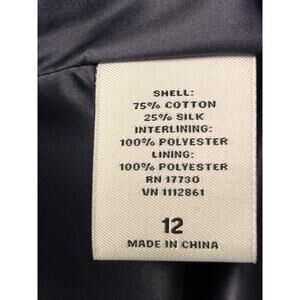 SHELL:
75% COTTON
25% SILK
INTERLINING:
100% POLYESTER
LINING:
100% POLYESTER
RN 17730
VN 1112861
12
MADE IN CHINA